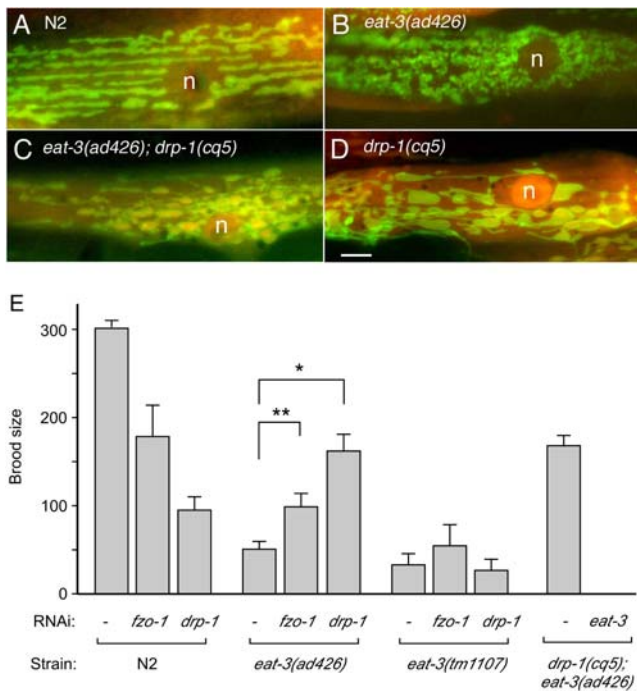 A N2
n
B eat-3(ad426)
n
C eat-3(ad426); drp-1(cq5)
n
D drp-1(cq5)
n
E
Brood size
300
200
100
0
*
**
RNAi: - fzo-1 drp-1 - fzo-1 drp-1 - fzo-1 drp-1 - eat-3
Strain: N2 eat-3(ad426) eat-3(tm1107) drp-1(cq5);
eat-3(ad426)